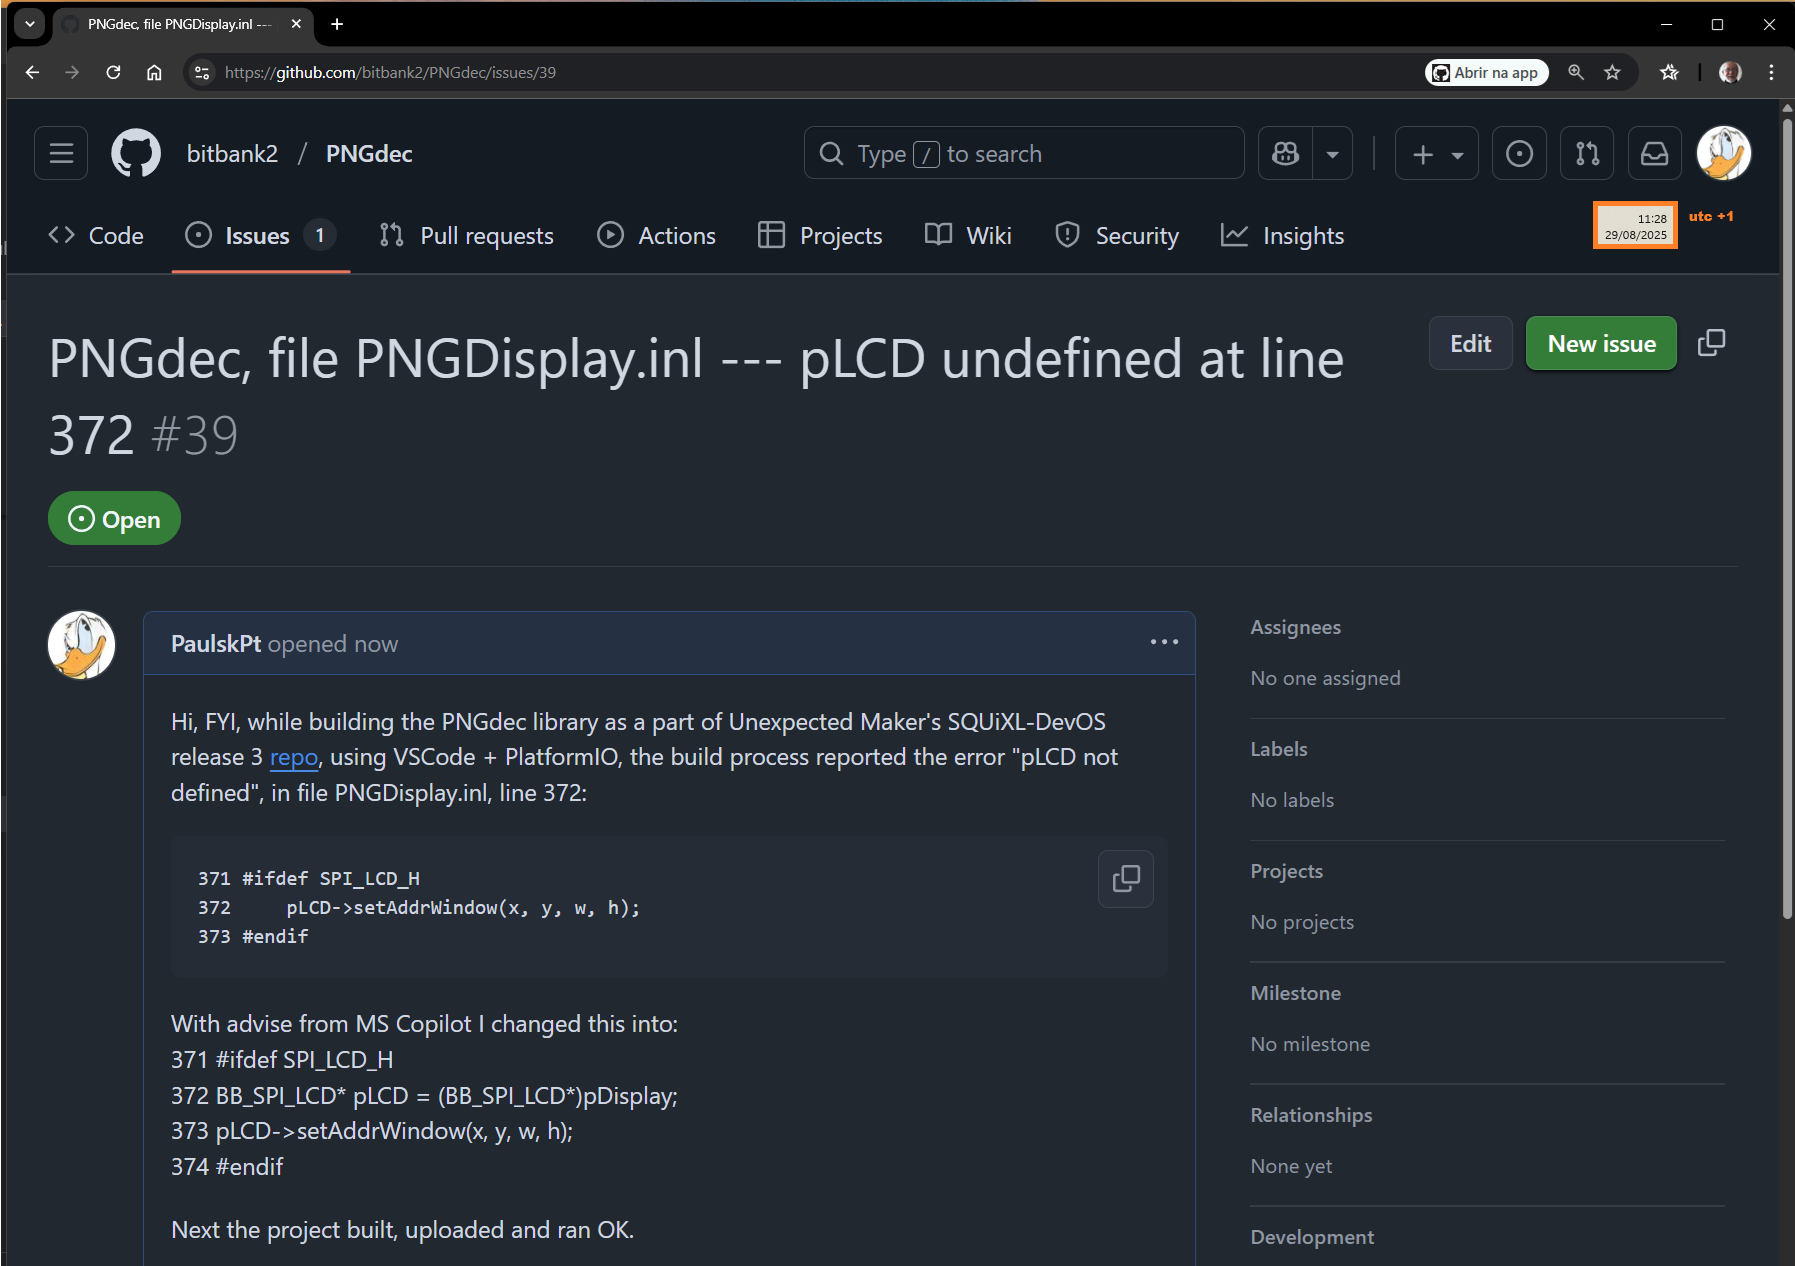 PNGdec, file PNGDisplay.inl ---
https://github.com/bitbank2/PNGdec/issues/39
Abrir na app
bitbank2 / PNGdec
Type / to search
Code
Issues 1
Pull requests
Actions
Projects
Wiki
Security
Insights
11:28
29/08/2025
utc +1
PNGdec, file PNGDisplay.inl --- pLCD undefined at line
372 #39
Edit
New issue
Open
PaulskPt opened now
Hi, FYI, while building the PNGdec library as a part of Unexpected Maker's SQUiXL-DevOS
release 3 repo, using VSCode + PlatformIO, the build process reported the error "pLCD not
defined", in file PNGDisplay.inl, line 372:
371 #ifdef SPI_LCD_H
372     pLCD->setAddrWindow(x, y, w, h);
373 #endif
With advise from MS Copilot I changed this into:
371 #ifdef SPI_LCD_H
372 BB_SPI_LCD* pLCD = (BB_SPI_LCD*)pDisplay;
373 pLCD->setAddrWindow(x, y, w, h);
374 #endif
Next the project built, uploaded and ran OK.
Assignees
No one assigned
Labels
No labels
Projects
No projects
Milestone
No milestone
Relationships
None yet
Development